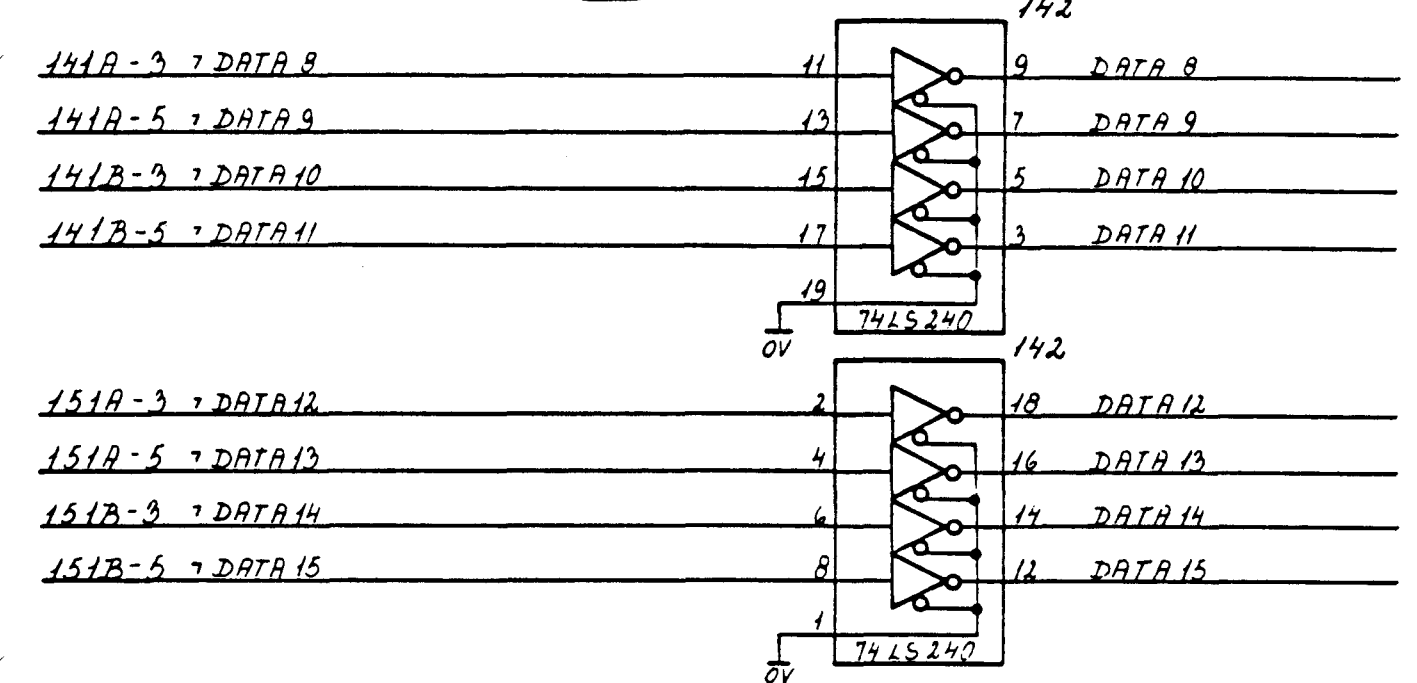 142
141A-3 ¬DATA 8 11 9 DATA 8
141A-5 ¬DATA 9 13 7 DATA 9
141B-3 ¬DATA 10 15 5 DATA 10
141B-5 ¬DATA 11 17 3 DATA 11
19
74LS240
0V
142
151A-3 ¬DATA 12 2 18 DATA 12
151A-5 ¬DATA 13 4 16 DATA 13
151B-3 ¬DATA 14 6 14 DATA 14
151B-5 ¬DATA 15 8 12 DATA 15
1
74LS240
0V